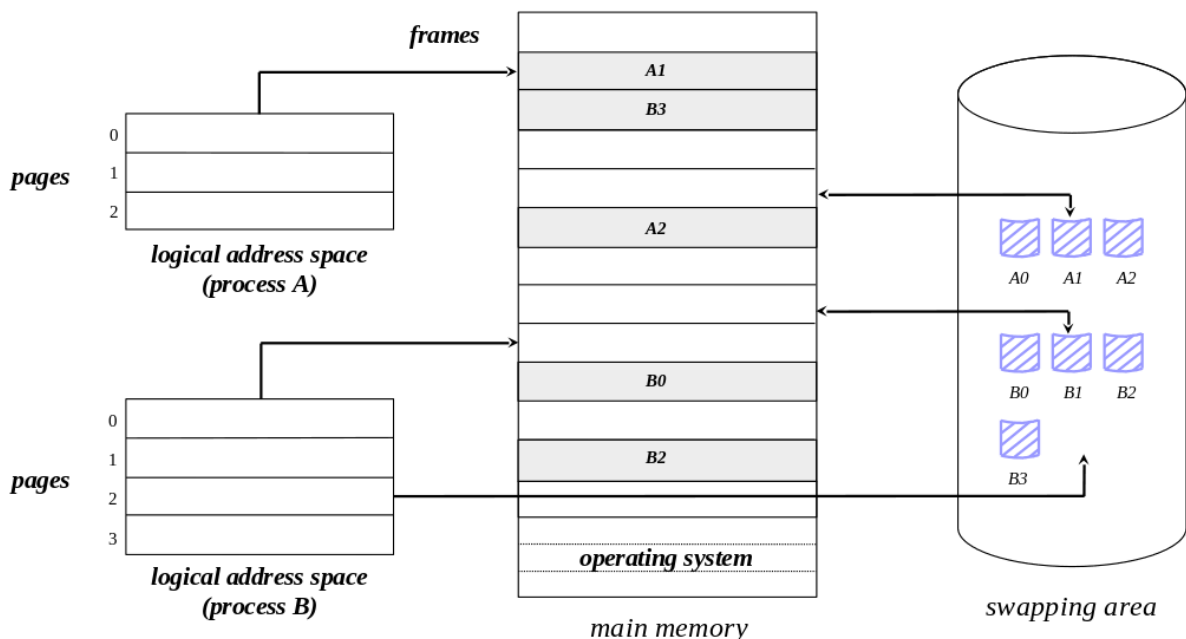 frames
A1
B3
0
1
2
pages
A2
logical address space
(process A)
A0 A1 A2
B0
B0 B1 B2
0
1
2
3
pages
B2
B3
operating system
logical address space
(process B)
main memory
swapping area